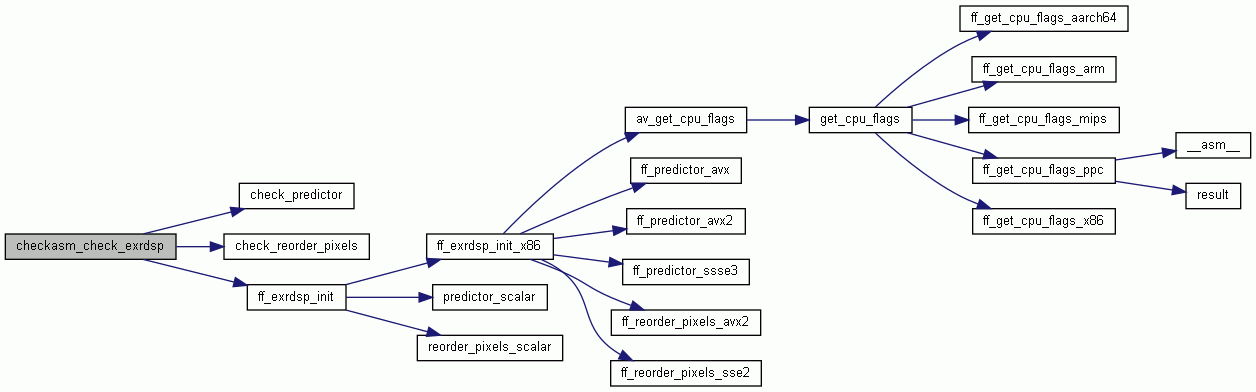 checkasm_check_exrdsp
check_predictor
check_reorder_pixels
ff_exrdsp_init
ff_exrdsp_init_x86
predictor_scalar
reorder_pixels_scalar
av_get_cpu_flags
ff_predictor_avx
ff_predictor_avx2
ff_predictor_ssse3
ff_reorder_pixels_avx2
ff_reorder_pixels_sse2
get_cpu_flags
ff_get_cpu_flags_aarch64
ff_get_cpu_flags_arm
ff_get_cpu_flags_mips
ff_get_cpu_flags_ppc
ff_get_cpu_flags_x86
__asm__
result